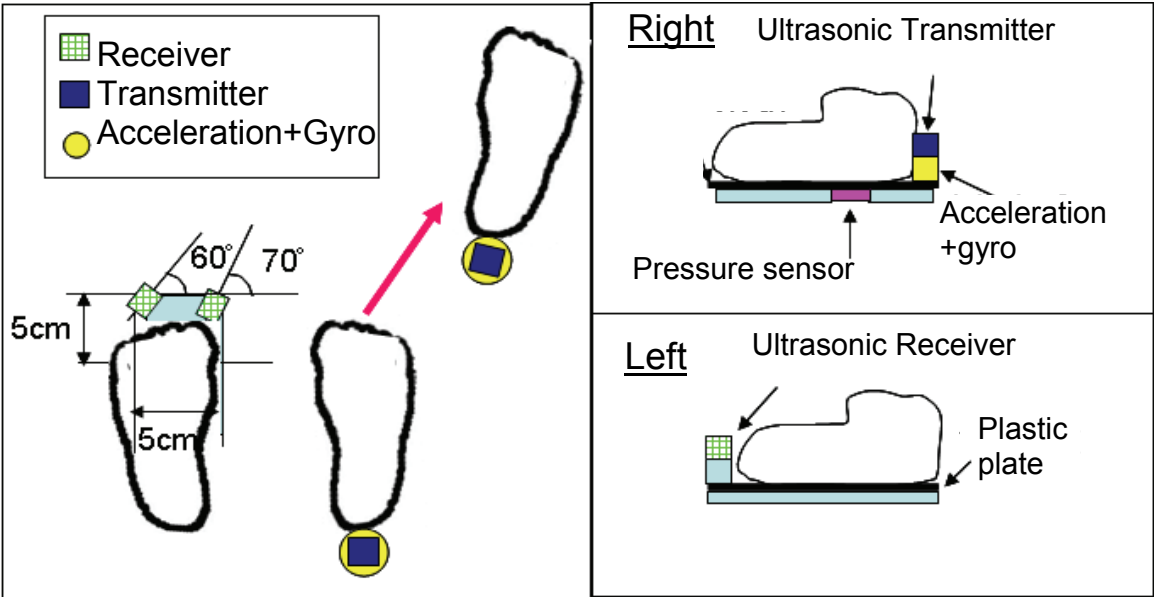 Receiver
Transmitter
Acceleration+Gyro
60°
70°
5cm
5cm
Right
Ultrasonic Transmitter
Acceleration
+gyro
Pressure sensor
Left
Ultrasonic Receiver
Plastic
plate